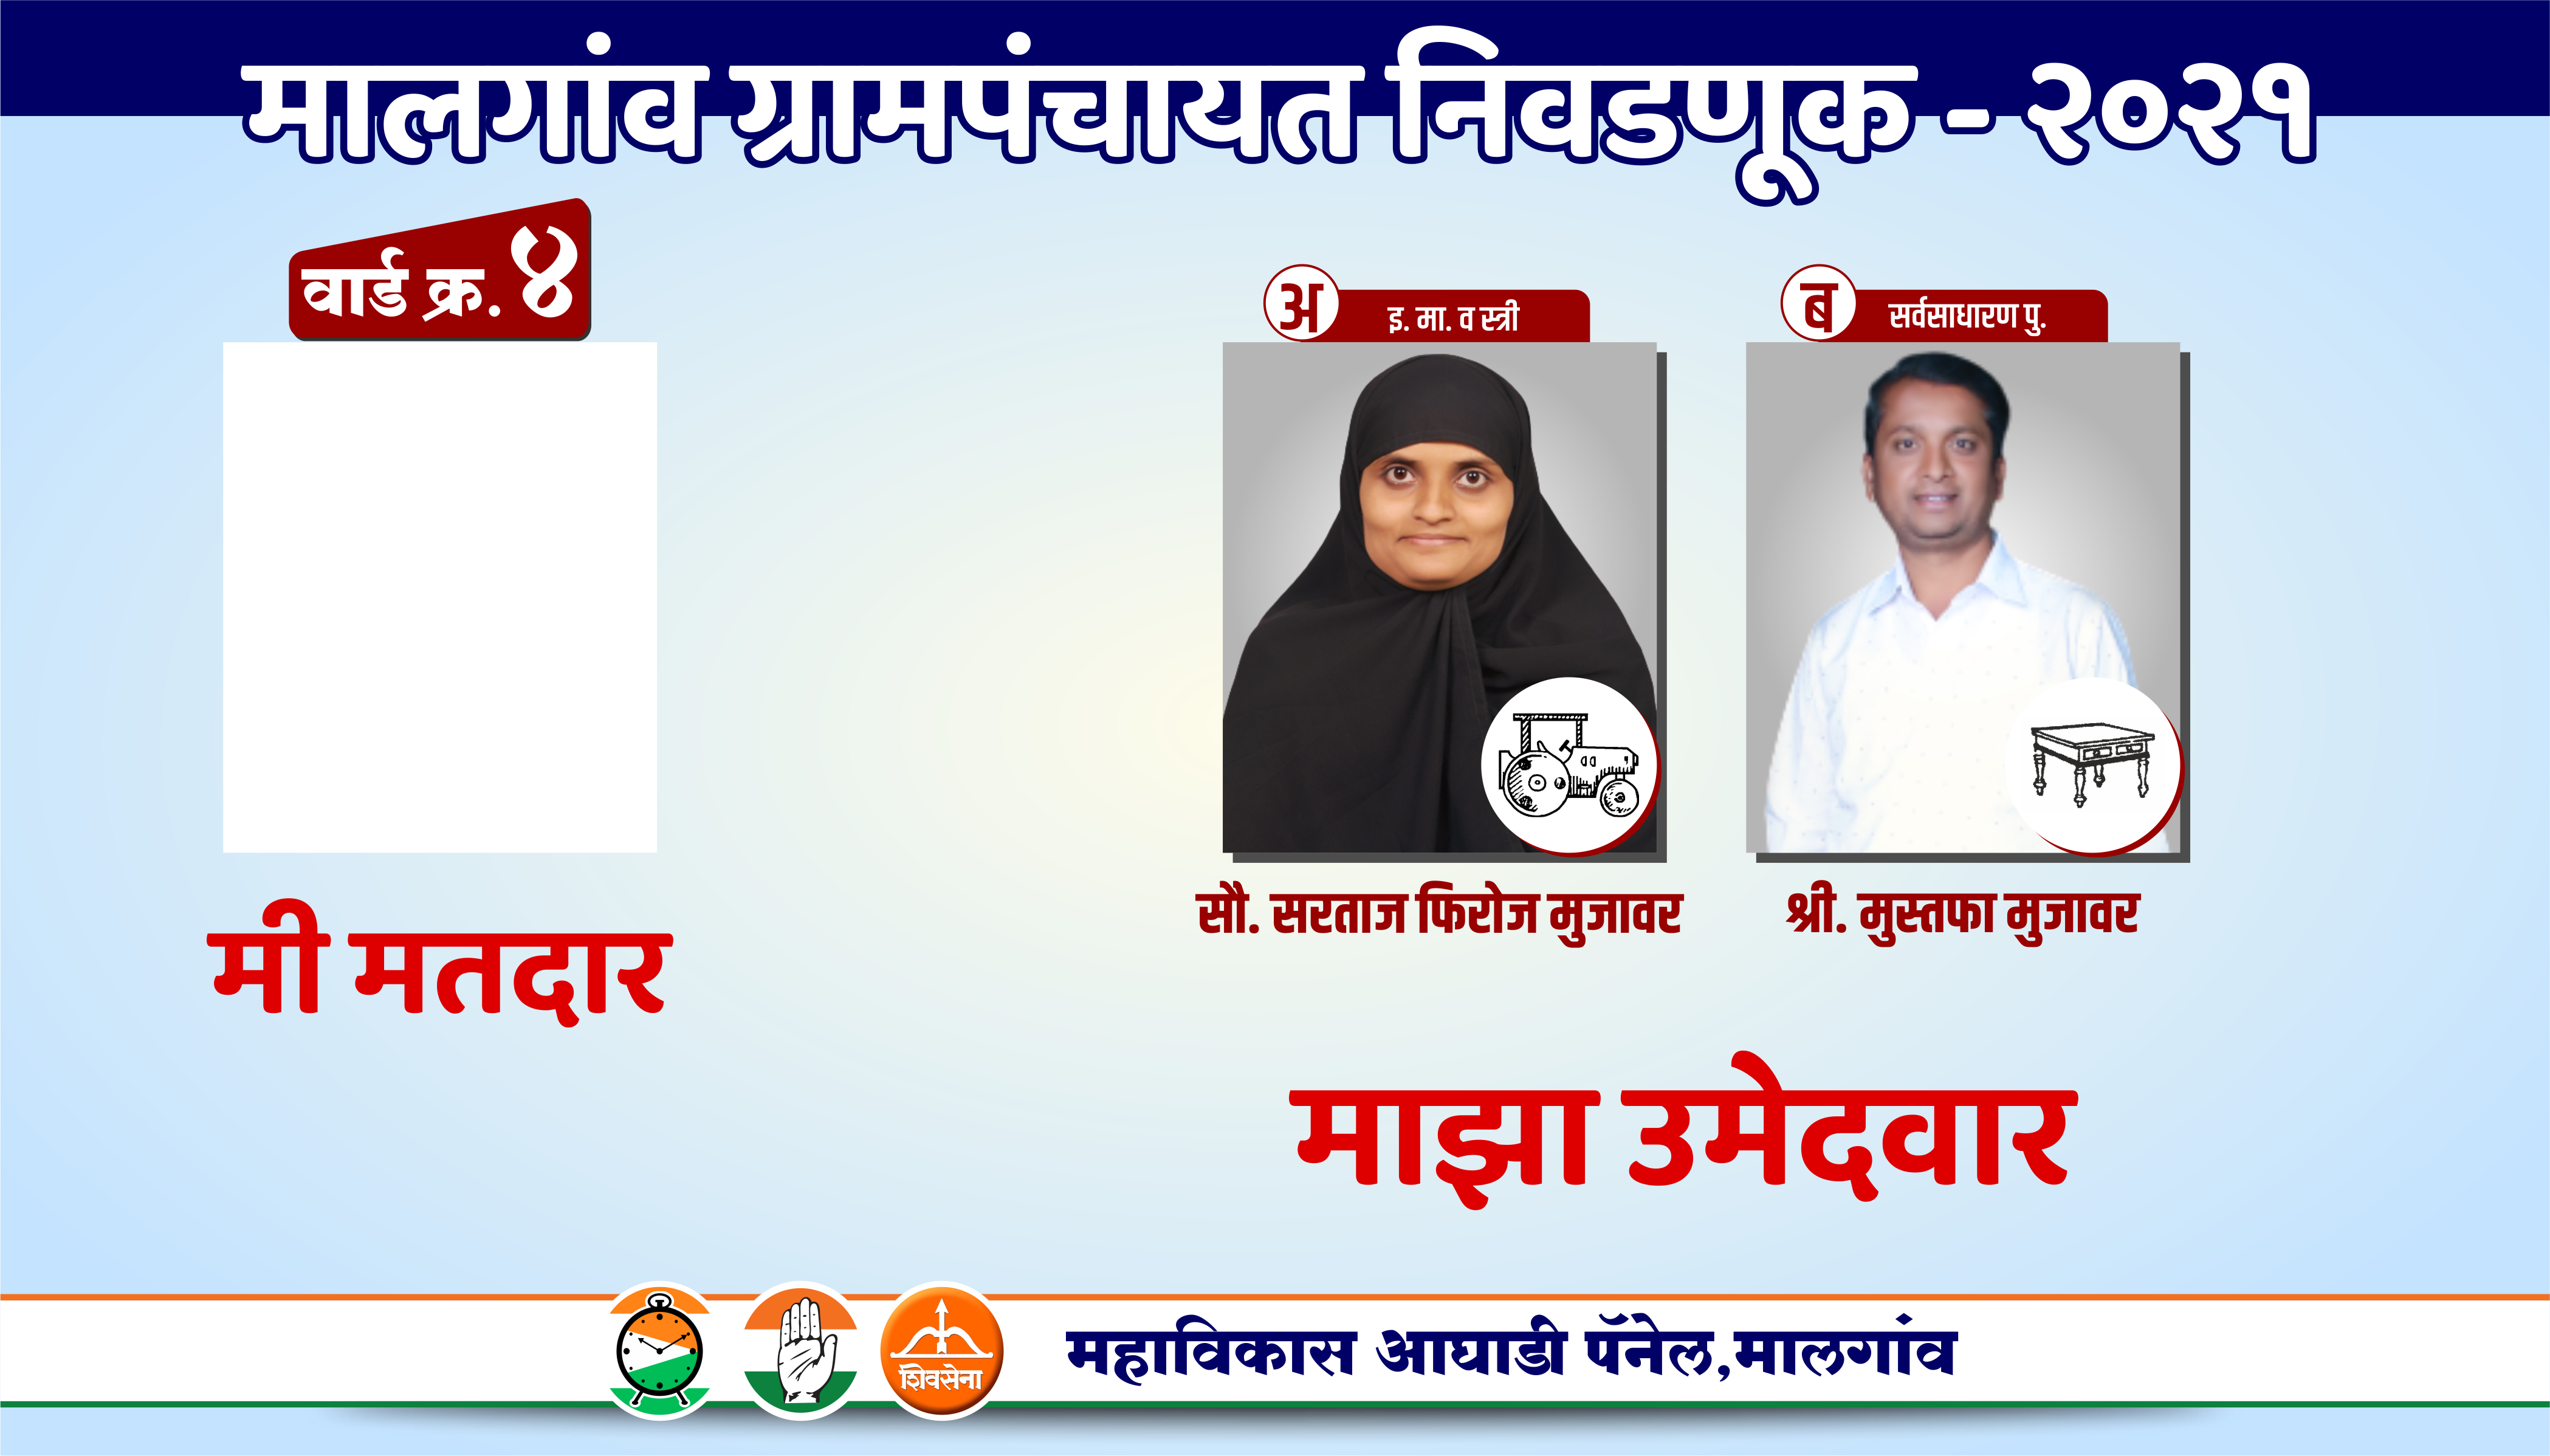 मालगांव ग्रामपंचायत निवडणूक - २०२१
वार्ड क्र. ४
अ इ. मा. व स्त्री
ब सर्वसाधारण पु.
सौ. सरताज फिरोज मुजावर
श्री. मुस्तफा मुजावर
मी मतदार
माझा उमेदवार
शिवसेना
महाविकास आघाडी पॅनेल,मालगांव